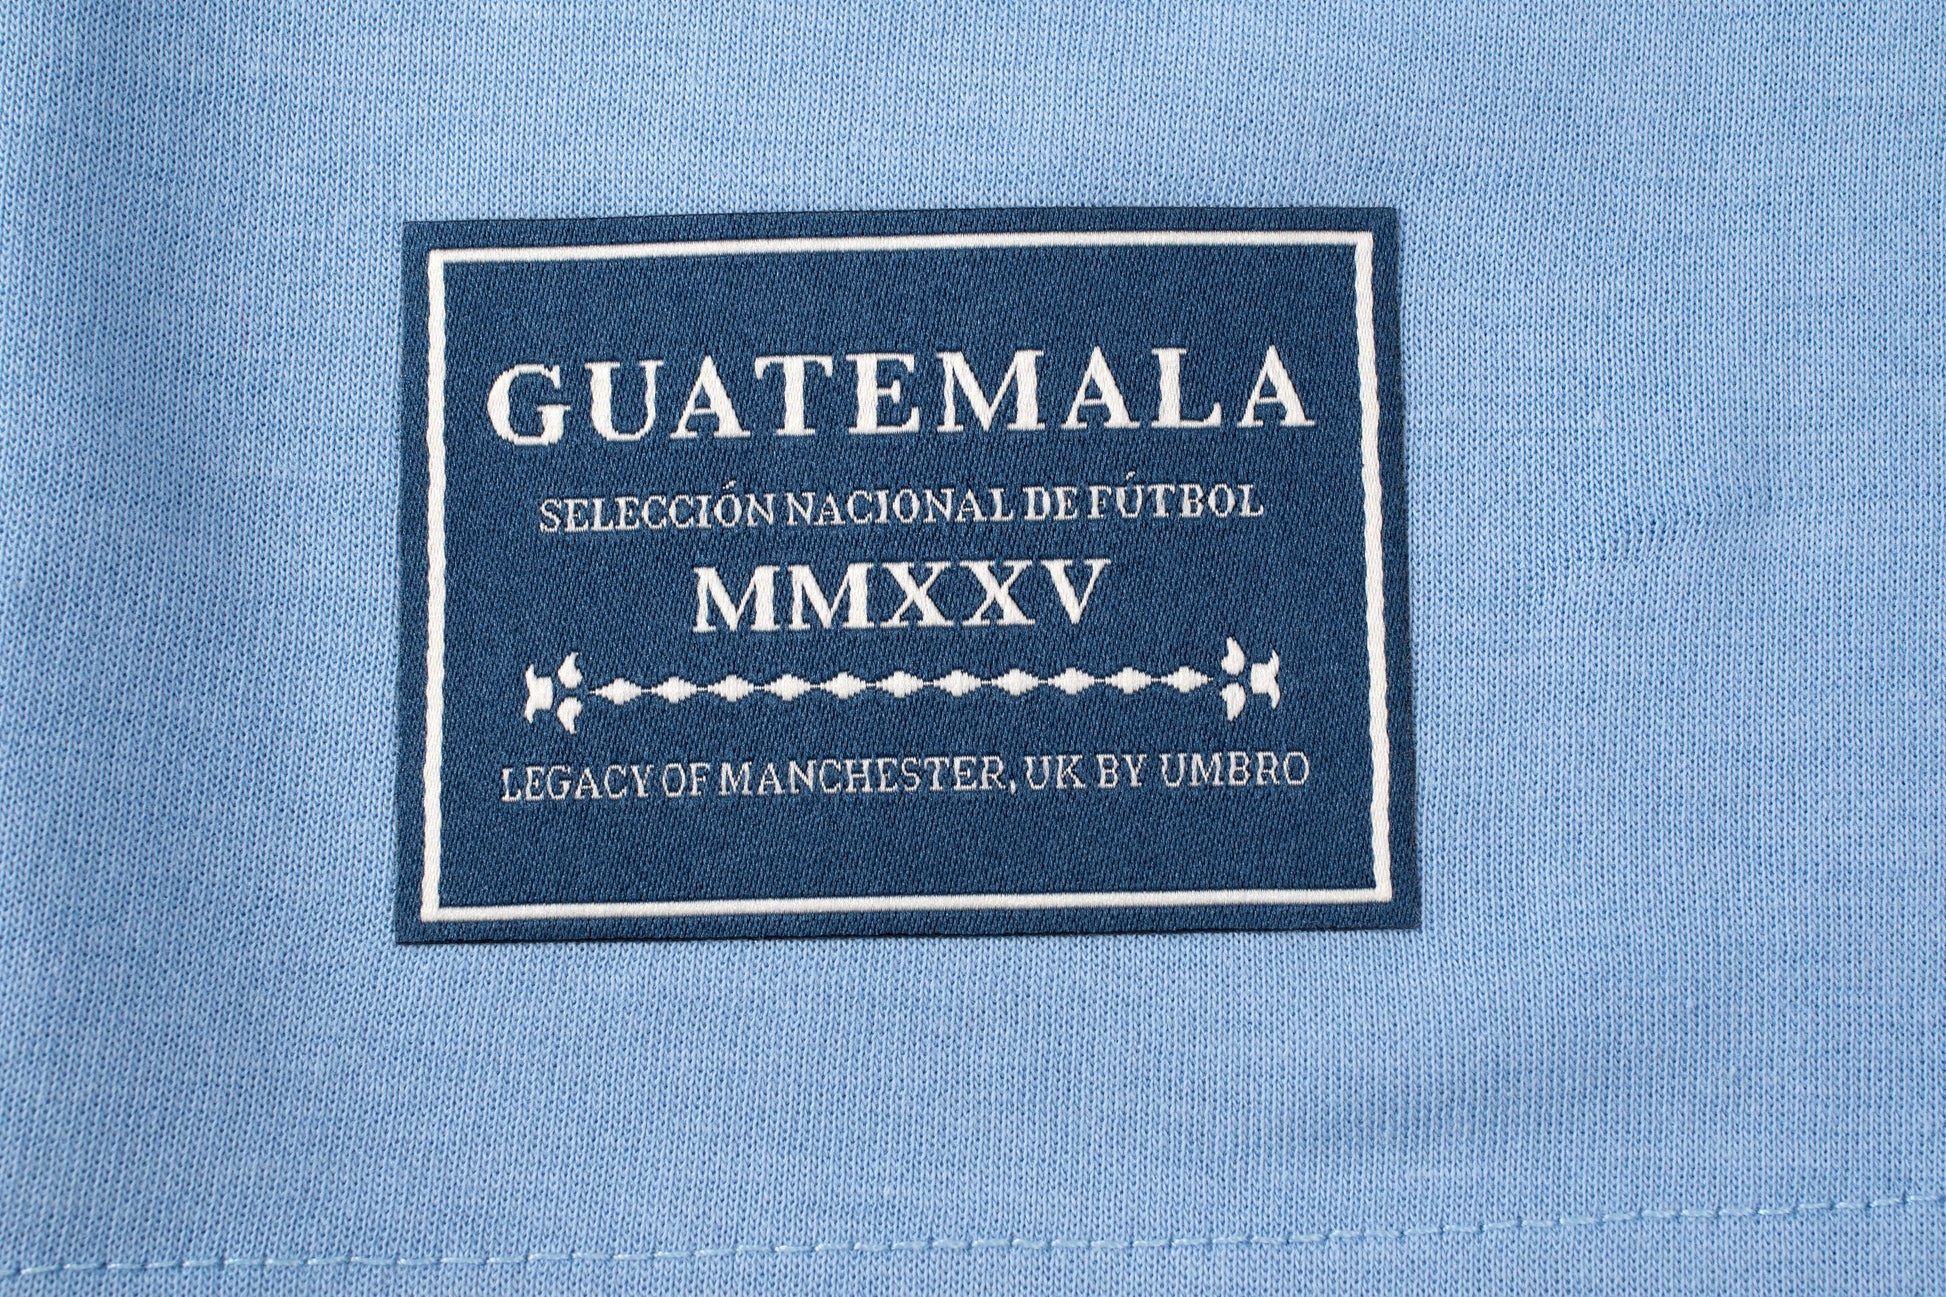 GUATEMALA
SELECCIÓN NACIONAL DE FÚTBOL
MMXXV
LEGACY OF MANCHESTER, UK BY UMBRO